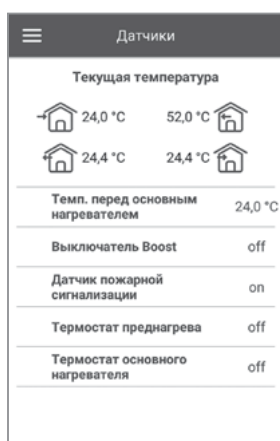 Датчики
Текущая температура
24,0 °C 52,0 °C
24,4 °C 24,4 °C
Темп. перед основным
нагревателем 24,0 °C
Выключатель Boost off
Датчик пожарной
сигнализации on
Термостат преднагрева off
Термостат основного
нагревателя off